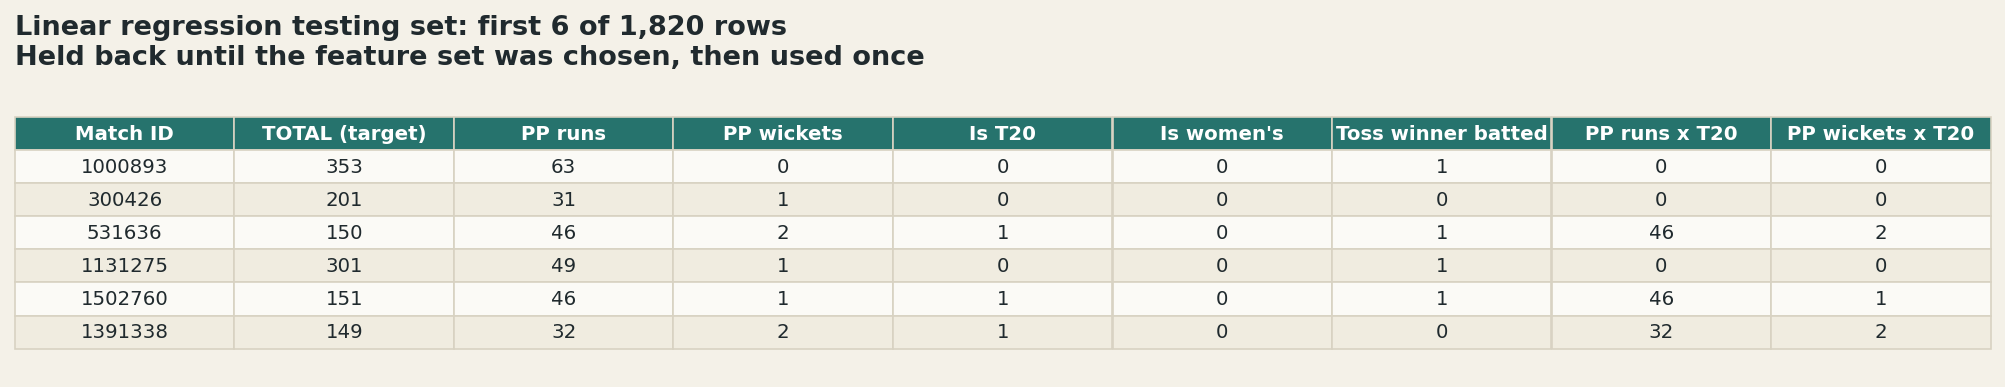 Linear regression testing set: first 6 of 1,820 rows
Held back until the feature set was chosen, then used once
Match ID TOTAL (target) PP runs PP wickets Is T20 Is women's Toss winner batted PP runs x T20 PP wickets x T20
1000893 353 63 0 0 0 1 0 0
300426 201 31 1 0 0 0 0 0
531636 150 46 2 1 0 1 46 2
1131275 301 49 1 0 0 1 0 0
1502760 151 46 1 1 0 1 46 1
1391338 149 32 2 1 0 0 32 2